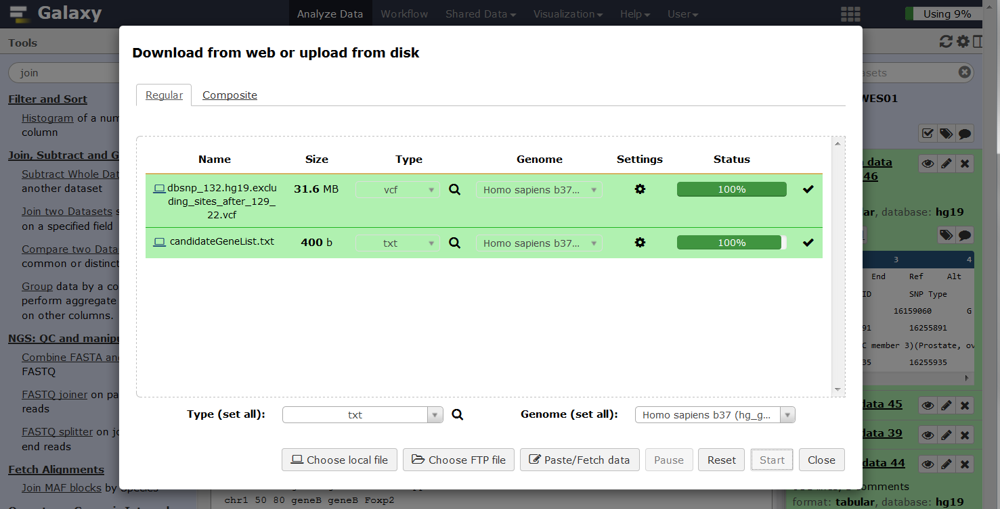 Galaxy
Analyze Data
Workflow
Shared Data
Visualization
Help
User
Using 9%
Tools
join
Filter and Sort
Histogram of a num
column
Join, Subtract and G
Subtract Whole Dat
another dataset
Join two Datasets s
on a specified field
Compare two Data
common or distinct
Group data by a co
perform aggregate
on other columns.
NGS: QC and manipu
Combine FASTA and
FASTQ
FASTQ joiner on pa
reads
FASTQ splitter on jo
end reads
Fetch Alignments
Join MAF blocks by Species
Download from web or upload from disk
Regular
Composite
Name Size Type Genome Settings Status
dbsnp_132.hg19.exclu
ding_sites_after_129_
22.vcf
31.6 MB vcf Homo sapiens b37... 100%
candidateGeneList.txt 400 b txt Homo sapiens b37... 100%
Type (set all): txt Genome (set all): Homo sapiens b37 (hg_g...
Choose local file
Choose FTP file
Paste/Fetch data
Pause
Reset
Start
Close
chr1 50 80 geneB geneB Foxp2
asets
WES01
data
46
ar, database: hg19
3 4
End Ref Alt
ID SNP Type
16159060 G
91 16255891
C member 3)(Prostate, ov
35 16255935
data 45
data 39
data 44
comments
format: tabular, database: hg19